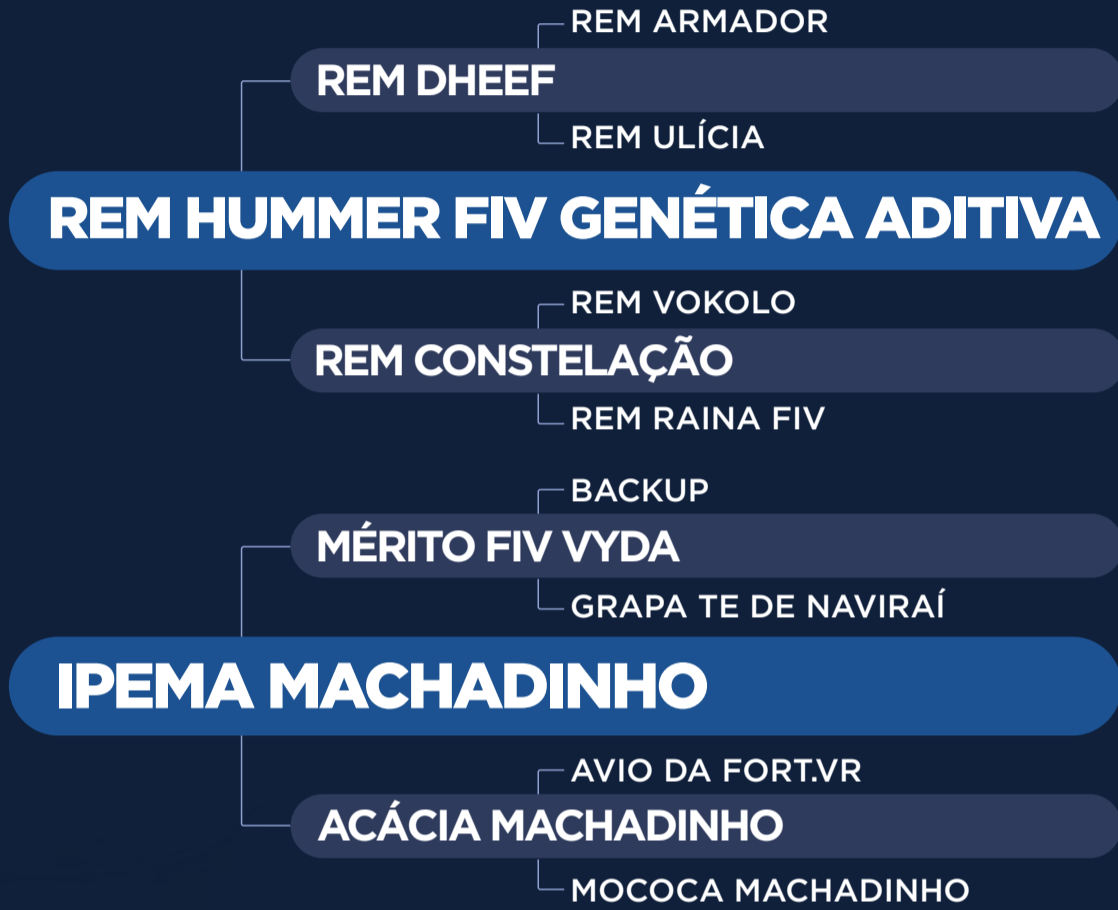 REM ARMADOR
REM DHEEF
REM ULÍCIA
REM HUMMER FIV GENÉTICA ADITIVA
REM VOKOLO
REM CONSTELAÇÃO
REM RAINA FIV
BACKUP
MÉRITO FIV VYDA
GRAPA TE DE NAVIRAÍ
IPEMA MACHADINHO
AVIO DA FORT.VR
ACÁCIA MACHADINHO
MOCOCA MACHADINHO